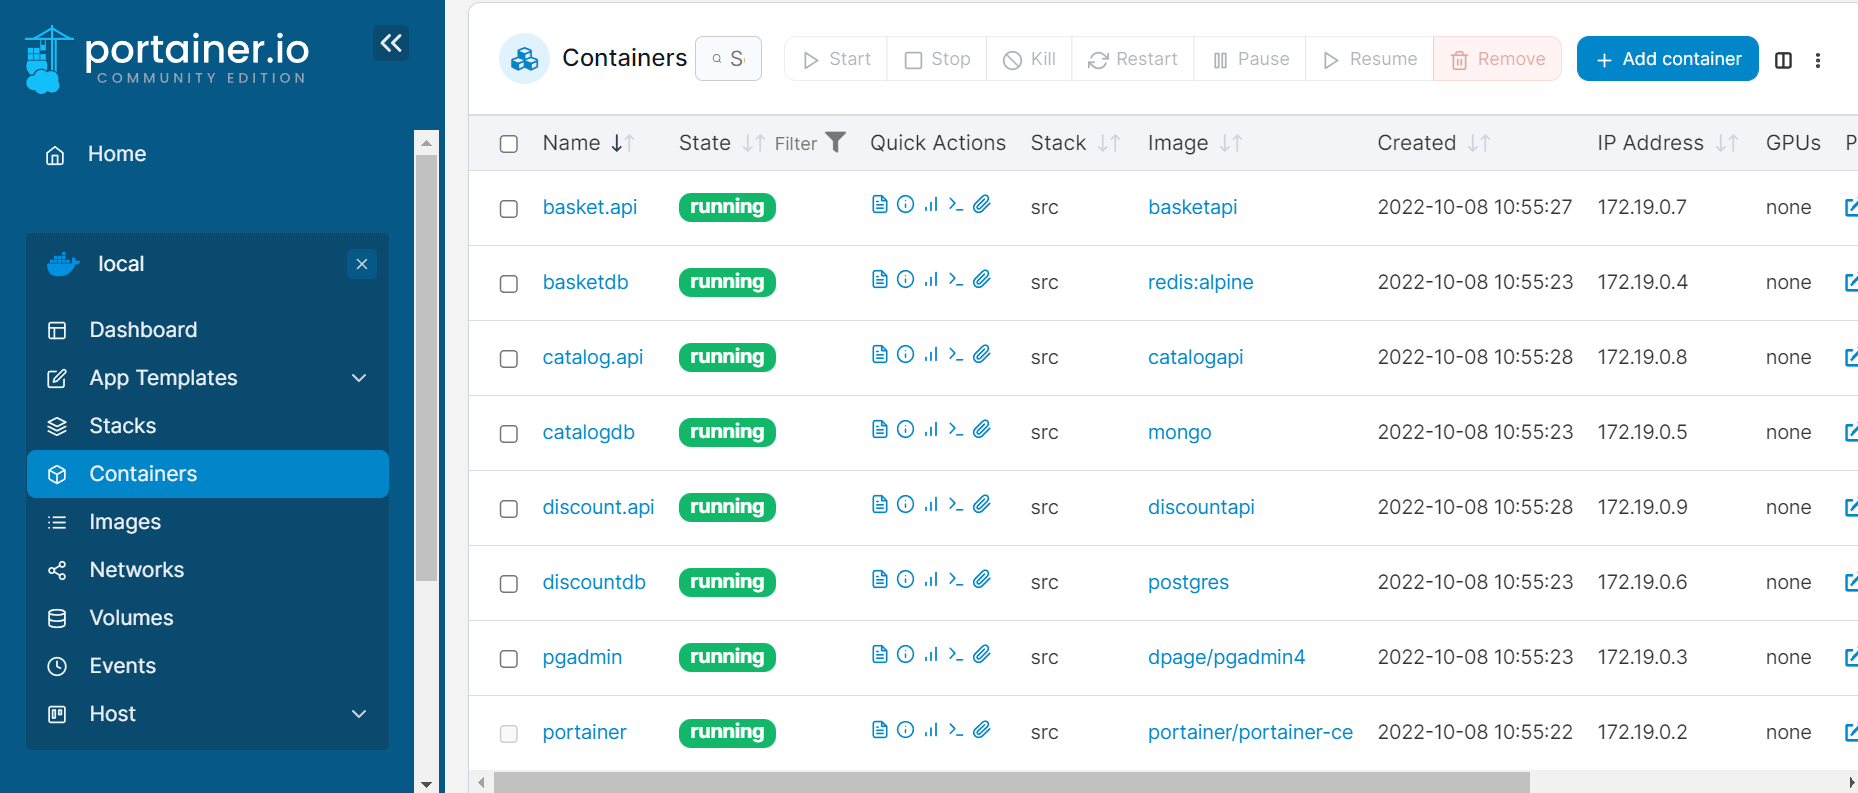 portainer.io
COMMUNITY EDITION
Home
local
Dashboard
App Templates
Stacks
Containers
Images
Networks
Volumes
Events
Host
Containers S Start Stop Kill Restart Pause Resume Remove + Add container
Name State Filter Quick Actions Stack Image Created IP Address GPUs P
basket.api running src basketapi 2022-10-08 10:55:27 172.19.0.7 none
basketdb running src redis:alpine 2022-10-08 10:55:23 172.19.0.4 none
catalog.api running src catalogapi 2022-10-08 10:55:28 172.19.0.8 none
catalogdb running src mongo 2022-10-08 10:55:23 172.19.0.5 none
discount.api running src discountapi 2022-10-08 10:55:28 172.19.0.9 none
discountdb running src postgres 2022-10-08 10:55:23 172.19.0.6 none
pgadmin running src dpage/pgadmin4 2022-10-08 10:55:23 172.19.0.3 none
portainer running src portainer/portainer-ce 2022-10-08 10:55:22 172.19.0.2 none